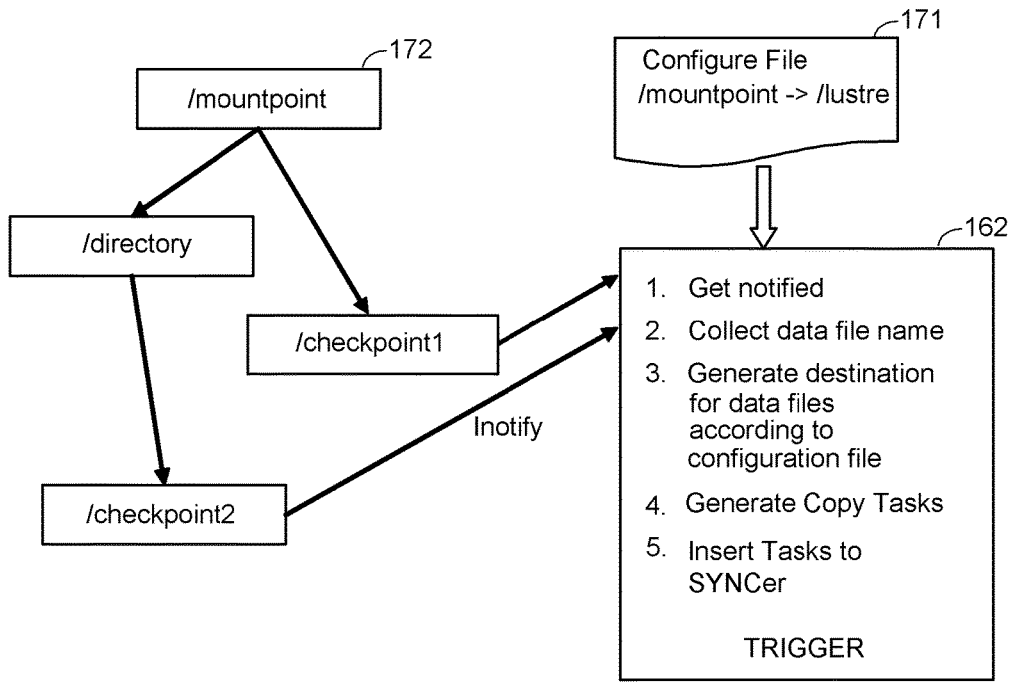 172
/mountpoint
/directory
/checkpoint1
/checkpoint2
Inotify
171
Configure File
/mountpoint -> /lustre
162
1. Get notified
2. Collect data file name
3. Generate destination
for data files
according to
configuration file
4. Generate Copy Tasks
5. Insert Tasks to
SYNCer
TRIGGER